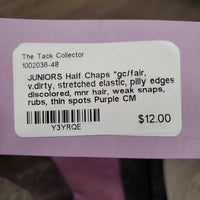 The Tack Collector
1002036-48
JUNIORS Half Chaps *gc/fair,
v.dirty, stretched elastic, pilly edges
discolored, mnr hair, weak snaps,
rubs, thin spots Purple CM
$12.00
Y3YRQE